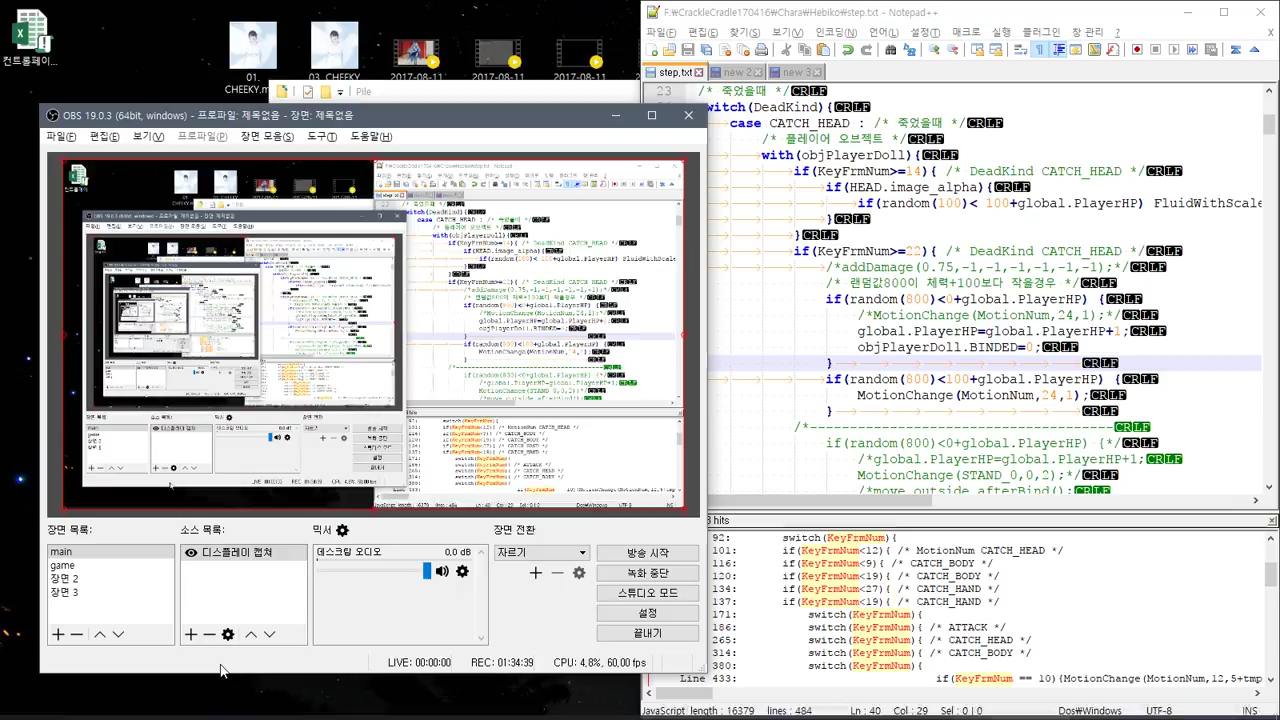 컨트롤페이...
01. CHEEKY.m...
03_CHEEKY
2017-08-11
2017-08-11
2017-08-11
Pile
OBS 19.0.3 (64bit, windows) - 프로파일: 제목없음 - 장면: 제목없음
파일(F) 편집(E) 보기(V) 프로파일(P) 장면 모음(S) 도구(T) 도움말(H)
장면 목록:
main
game
장면 2
장면 3
소스 목록:
디스플레이 캡쳐
믹서
데스크탑 오디오 0.0 dB
장면 전환
자르기
방송 시작
녹화 중단
스튜디오 모드
설정
끝내기
LIVE: 00:00:00 REC: 01:34:39 CPU: 4.8%, 60.00 fps
F:\CrackleCradle170416\Chara\Hebiko\step.txt - Notepad++
파일(F) 편집(E) 찾기(S) 보기(V) 인코딩(N) 언어(L) 설정(T) 매크로 실행 플러그인 창 관리 ?
step.txt new 2 new 3
23 /* 죽었을때 */CRLF
witch(DeadKind){CRLF
case CATCH_HEAD : /* 죽었을때 */CRLF
/* 플레이어 오브젝트 */CRLF
with(objPlayerDoll){CRLF
if(KeyFrmNum>=14){ /* DeadKind CATCH_HEAD */CRLF
if(HEAD.image_alpha){CRLF
if(random(100)< 100+global.PlayerHP) FluidWithScale
}CRLF
}CRLF
if(KeyFrmNum>=22){ /* DeadKind CATCH_HEAD */CRLF
/*addDamage(0.75,-1,-1,-1,-1,-1,-1);*/CRLF
/* 랜덤값8000이 체력+100보다 작을경우 */CRLF
if(random(800)<0+global.PlayerHP) {CRLF
/*MotionChange(MotionNum,24,1);*/CRLF
global.PlayerHP=global.PlayerHP+1;CRLF
objPlayerDoll.BINDED=0;CRLF
} CRLF
if(random(800)<100+global.PlayerHP) {CRLF
MotionChange(MotionNum,24,1);CRLF
} CRLF
/*------------------------------------------CRLF
if(random(800)<0+global.PlayerHP) {*/CRLF
/*global.PlayerHP=global.PlayerHP+1;CRLF
MotionChange(STAND_0,0,2);*/CRLF
/*move_outside_afterBind();CRLF
3 hits
92: switch(KeyFrmNum){
101: if(KeyFrmNum<12){ /* MotionNum CATCH_HEAD */
116: if(KeyFrmNum<9){ /* CATCH_BODY */
120: if(KeyFrmNum<19){ /* CATCH_BODY */
134: if(KeyFrmNum<27){ /* CATCH_HAND */
137: if(KeyFrmNum<19){ /* CATCH_HAND */
171: switch(KeyFrmNum){
186: switch(KeyFrmNum){ /* ATTACK */
265: switch(KeyFrmNum){ /* CATCH_HEAD */
314: switch(KeyFrmNum){ /* CATCH_BODY */
380: switch(KeyFrmNum){
Line 433: if(KeyFrmNum == 10){MotionChange(MotionNum,12,5+tmp
JavaScript length : 16379 lines : 484 Ln : 40 Col : 29 Sel : 0 | 0 Dos\Windows UTF-8 INS